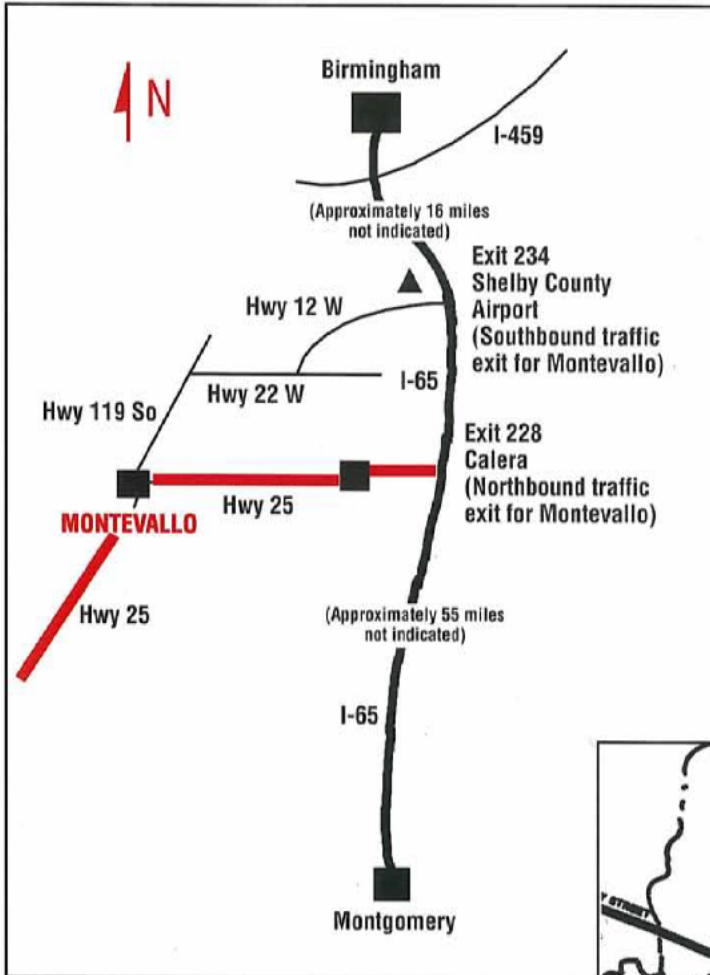 N
Birmingham
I-459
(Approximately 16 miles
not indicated)
Exit 234
Shelby County
Airport
(Southbound traffic
exit for Montevallo)
Hwy 12 W
I-65
Hwy 22 W
Hwy 119 So
Exit 228
Calera
(Northbound traffic
exit for Montevallo)
Hwy 25
MONTEVALLO
Hwy 25
(Approximately 55 miles
not indicated)
I-65
Montgomery
Y STREET